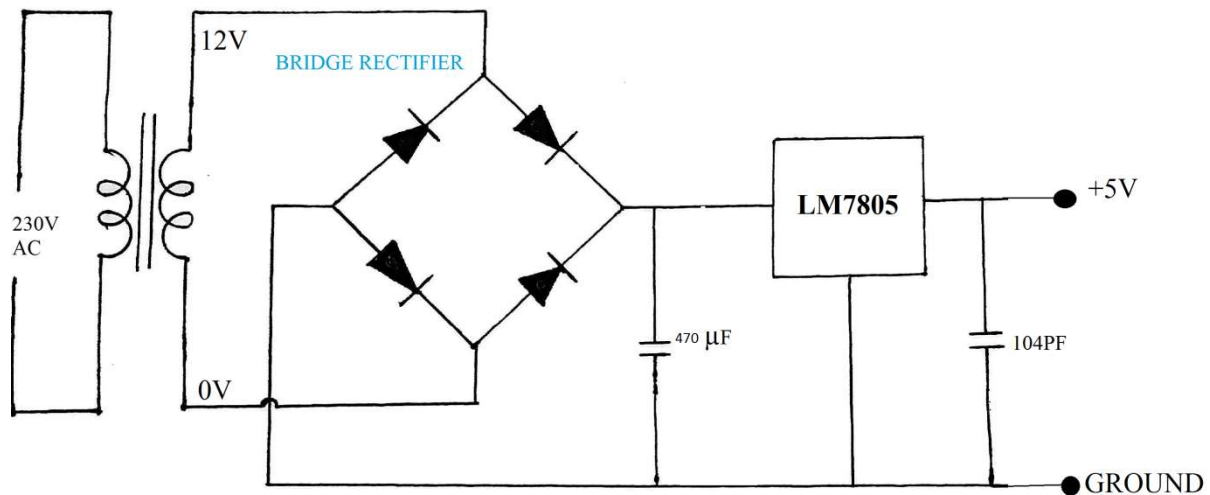 12V
BRIDGE RECTIFIER
230V
AC
LM7805
+5V
470 μF
104PF
0V
GROUND